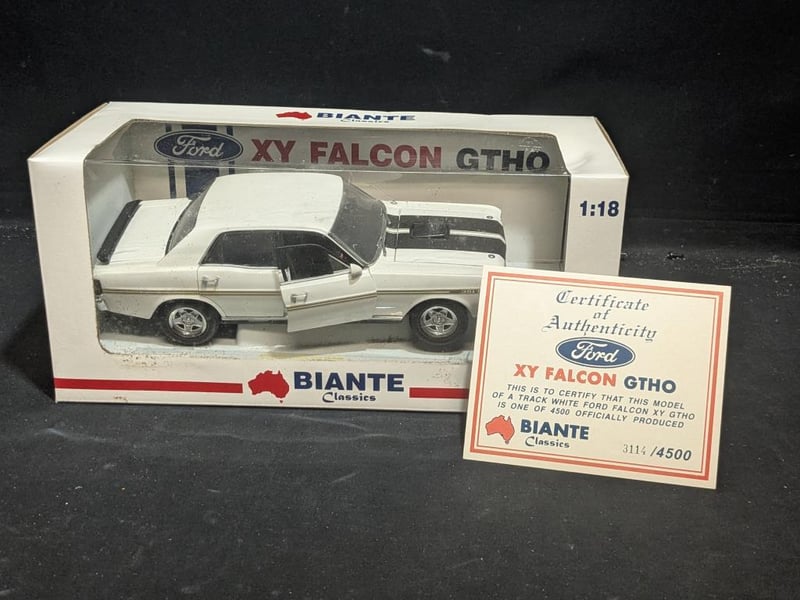 BIANTE
Classics
Ford
XY FALCON GTHO
1:18
BIANTE
Classics
Certificate
of
Authenticity
Ford
XY FALCON GTHO
THIS IS TO CERTIFY THAT THIS MODEL
OF A TRACK WHITE FORD FALCON XY GTHO
IS ONE OF 4500 OFFICIALLY PRODUCED
BIANTE
Classics
3114 /4500